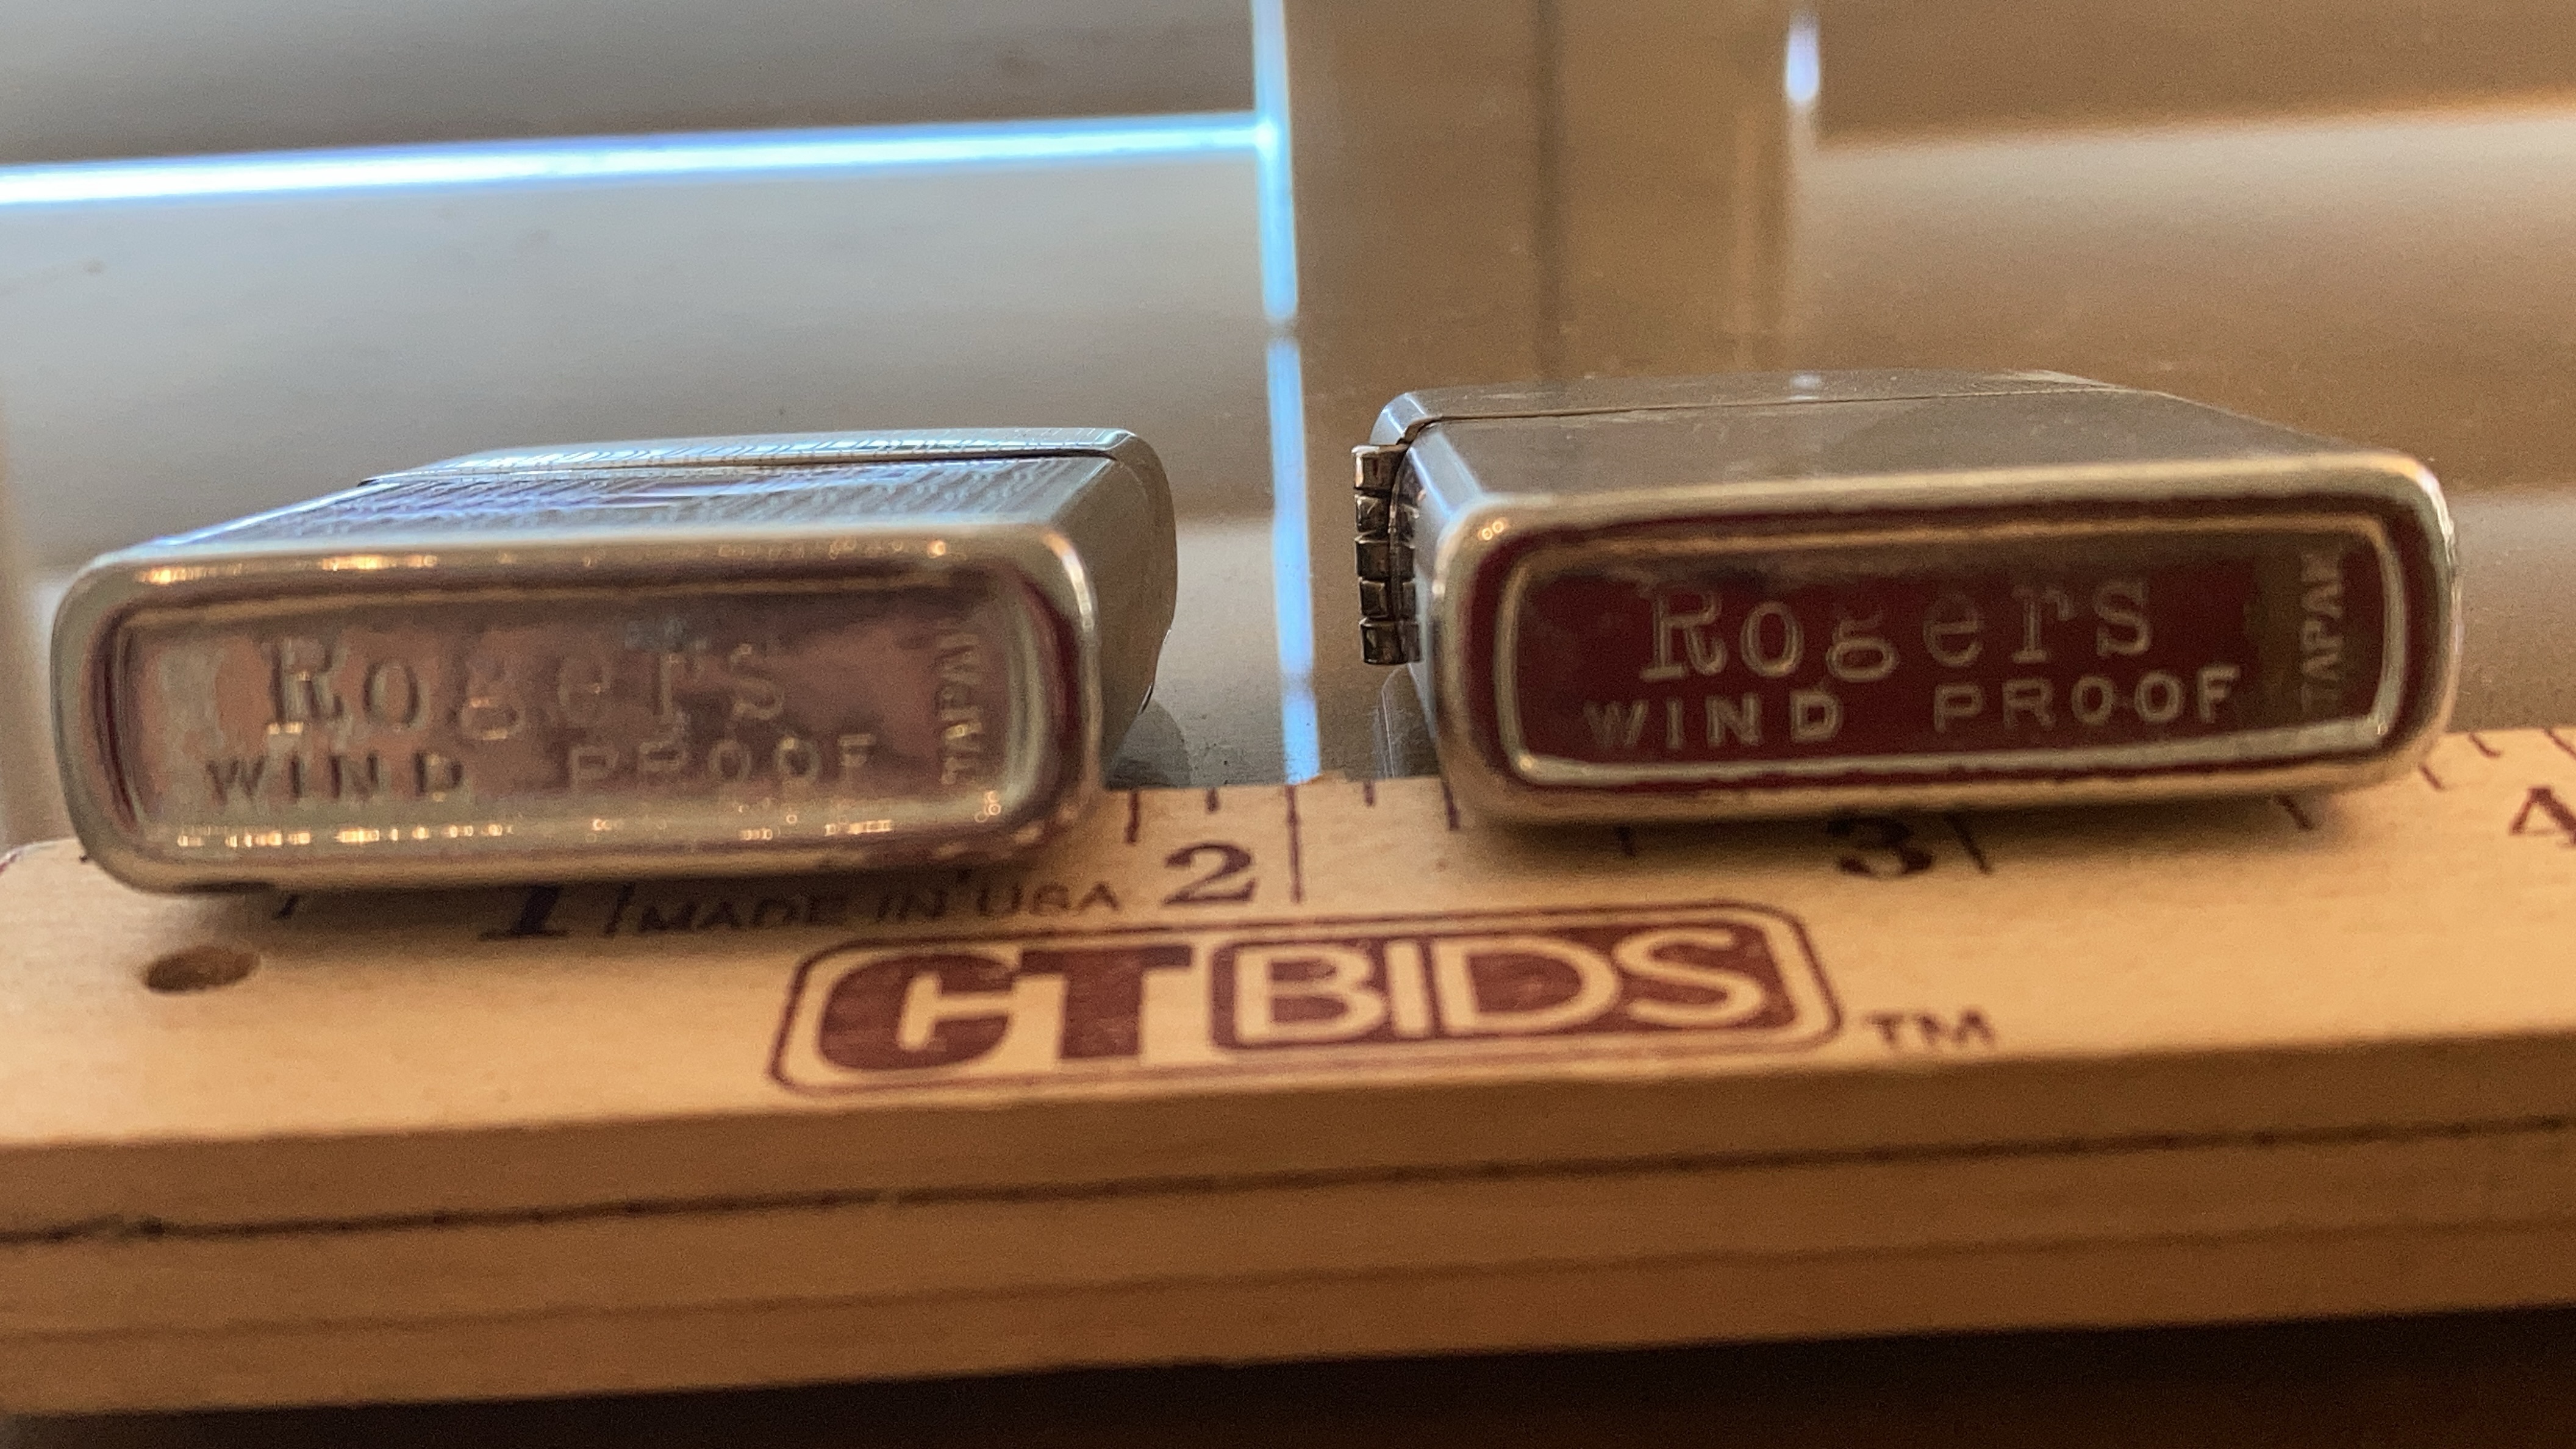 Rogers
WIND PROOF
JAPAN
Rogers
WIND PROOF
JAPAN
1 MADE IN USA 2 3 4
CTBIDS TM